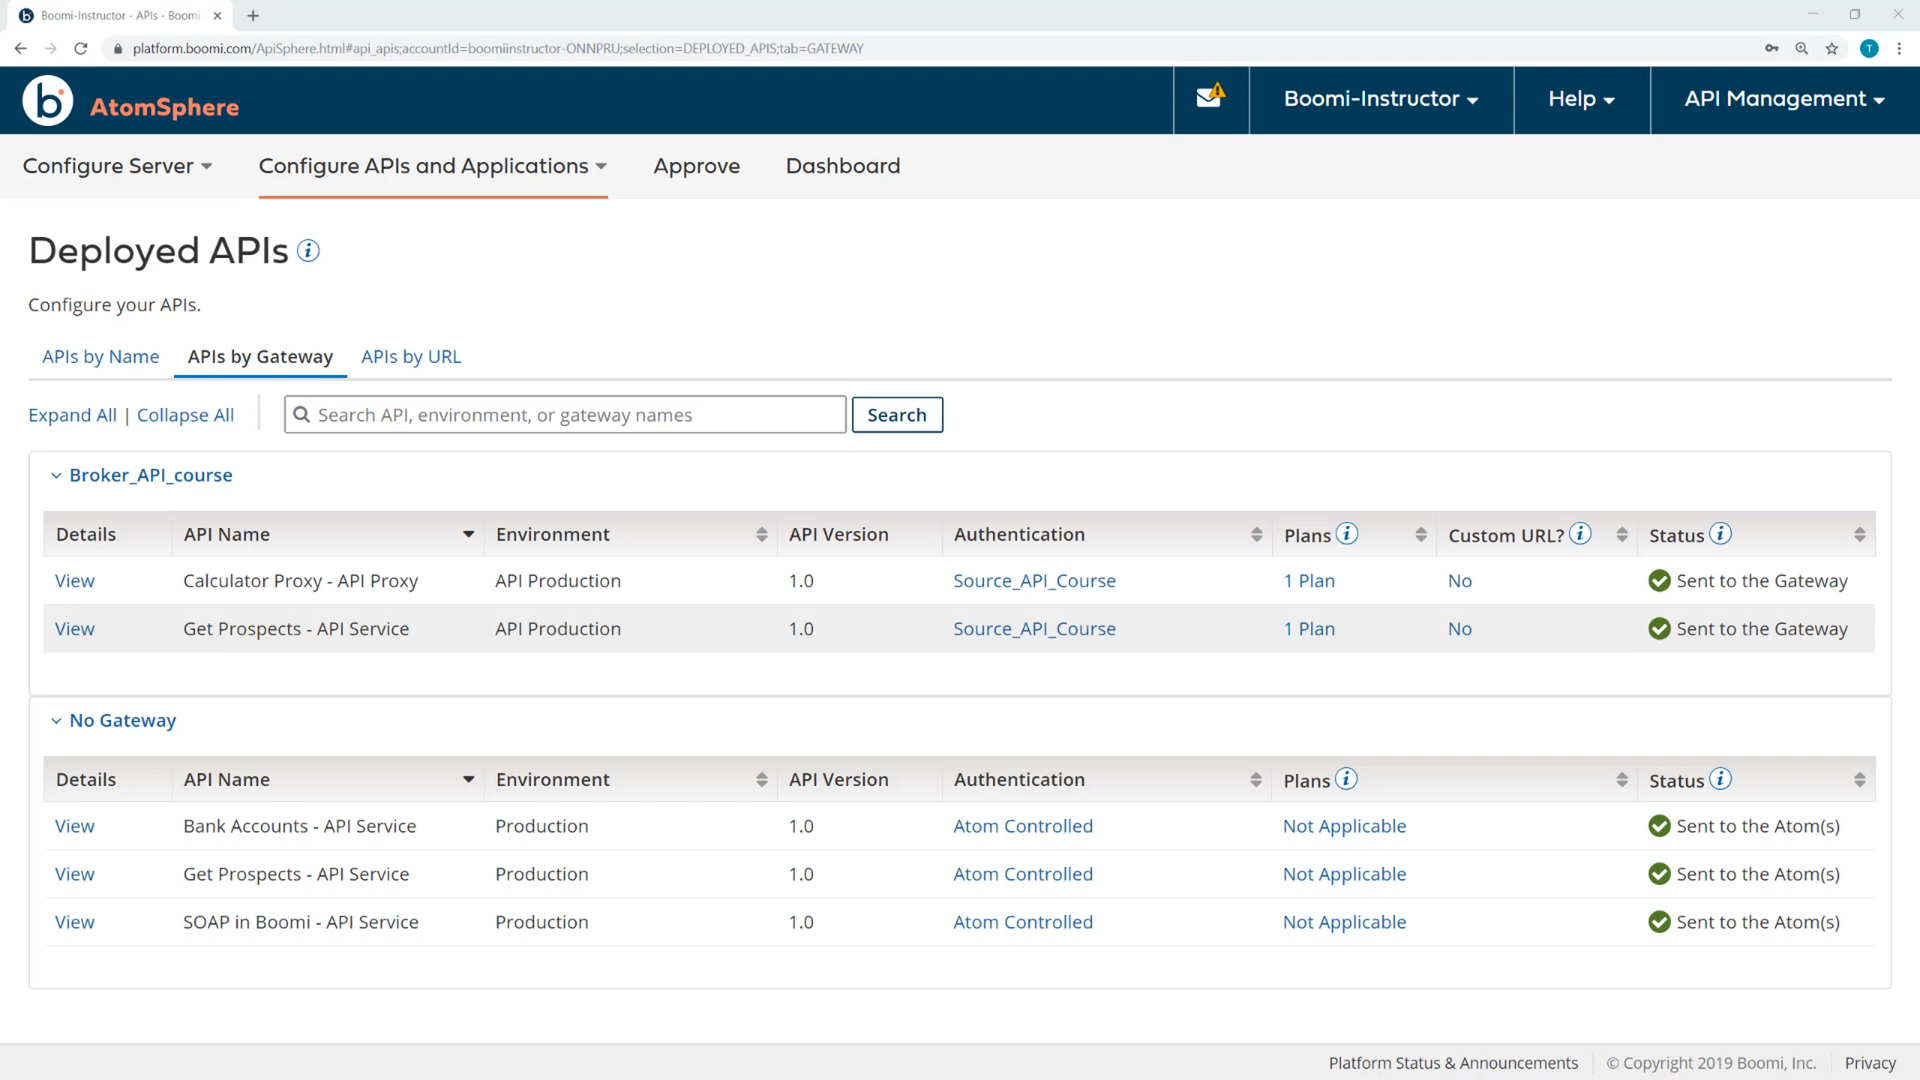 Boomi-Instructor - APIs - Boomi
platform.boomi.com/ApiSphere.html#api_apis;accountId=boomiinstructor-ONNPRU;selection=DEPLOYED_APIS;tab=GATEWAY
T
b AtomSphere
Boomi-Instructor
Help
API Management
Configure Server
Configure APIs and Applications
Approve
Dashboard
Deployed APIs i
Configure your APIs.
APIs by Name APIs by Gateway APIs by URL
Expand All | Collapse All Search API, environment, or gateway names Search
Broker_API_course
Details API Name Environment API Version Authentication Plans i Custom URL? i Status i
View Calculator Proxy - API Proxy API Production 1.0 Source_API_Course 1 Plan No Sent to the Gateway
View Get Prospects - API Service API Production 1.0 Source_API_Course 1 Plan No Sent to the Gateway
No Gateway
Details API Name Environment API Version Authentication Plans i Status i
View Bank Accounts - API Service Production 1.0 Atom Controlled Not Applicable Sent to the Atom(s)
View Get Prospects - API Service Production 1.0 Atom Controlled Not Applicable Sent to the Atom(s)
View SOAP in Boomi - API Service Production 1.0 Atom Controlled Not Applicable Sent to the Atom(s)
Platform Status & Announcements © Copyright 2019 Boomi, Inc. Privacy